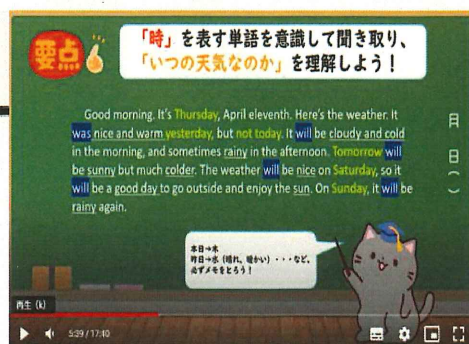 要点
「時」を表す単語を意識して聞き取り、
「いつの天気なのか」を理解しよう！
Good morning. It's Thursday, April eleventh. Here's the weather. It
was nice and warm yesterday, but not today. It will be cloudy and cold
in the morning, and sometimes rainy in the afternoon. Tomorrow will
be sunny but much colder. The weather will be nice on Saturday, so it
will be a good day to go outside and enjoy the sun. On Sunday, it will be
rainy again.
月
日
(
)
本日→木
昨日→水（晴れ、暖かい）・・・など、
必ずメモをとろう！
再生 (k)
5:39 / 17:40